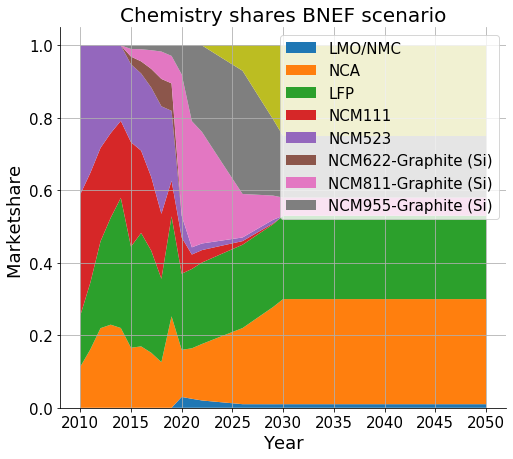 Chemistry shares BNEF scenario
Marketshare
1.0
0.8
0.6
0.4
0.2
0.0
LMO/NMC
NCA
LFP
NCM111
NCM523
NCM622-Graphite (Si)
NCM811-Graphite (Si)
NCM955-Graphite (Si)
2010 2015 2020 2025 2030 2035 2040 2045 2050
Year